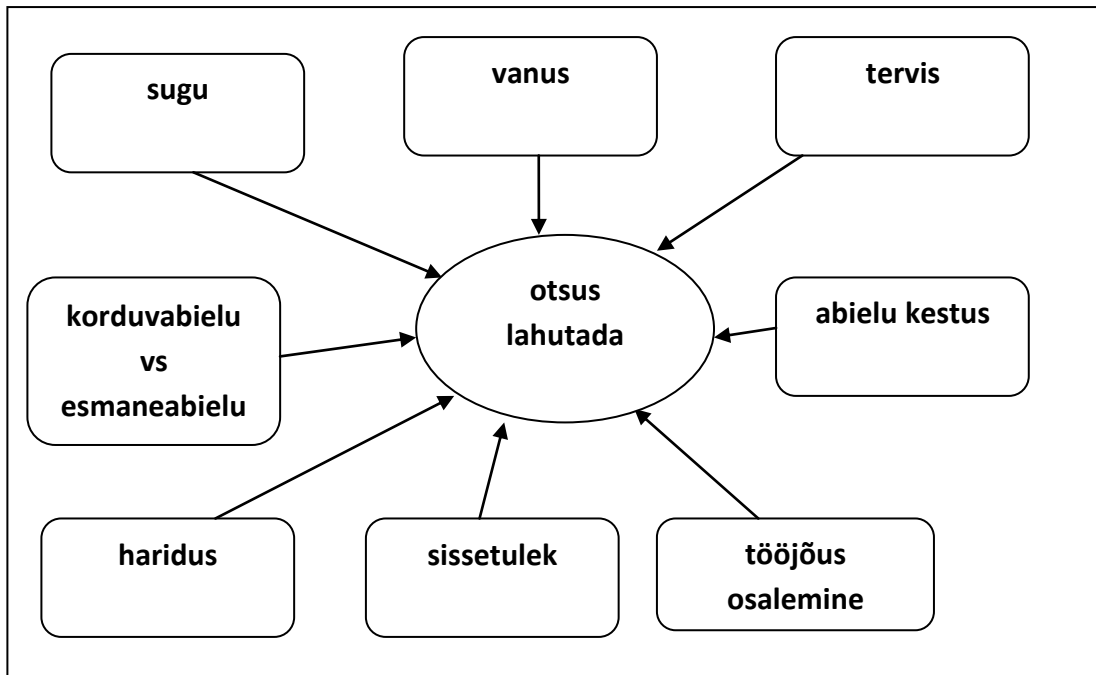 sugu
vanus
tervis
korduvabielu
vs
esmaneabielu
otsus
lahutada
abielu kestus
haridus
sissetulek
tööjõus
osalemine